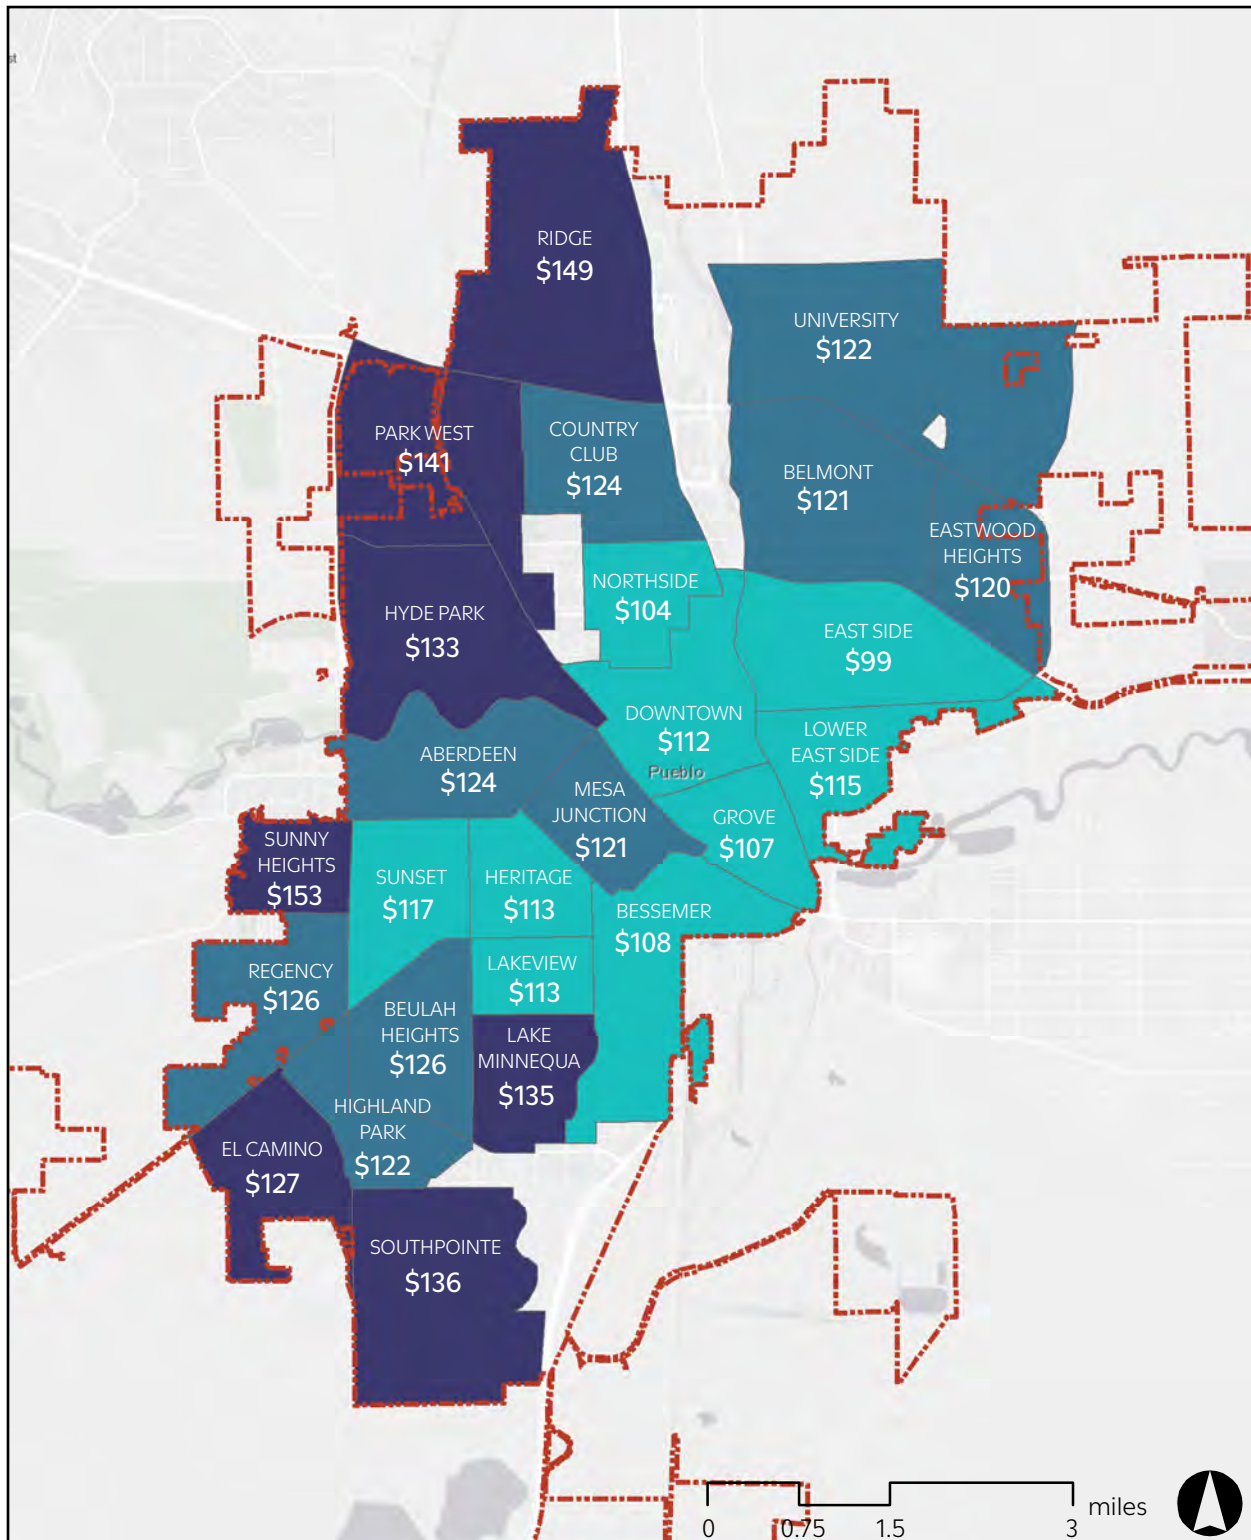 st
RIDGE
$149
UNIVERSITY
$122
PARK WEST
$141
COUNTRY
CLUB
$124
BELMONT
$121
EASTWOOD
HEIGHTS
$120
NORTHSIDE
$104
HYDE PARK
$133
EAST SIDE
$99
DOWNTOWN
$112
Pueblo
LOWER
EAST SIDE
$115
ABERDEEN
$124
MESA
JUNCTION
$121
GROVE
$107
SUNNY
HEIGHTS
$153
SUNSET
$117
HERITAGE
$113
BESSEMER
$108
REGENCY
$126
LAKEVIEW
$113
BEULAH
HEIGHTS
$126
LAKE
MINNEQUA
$135
HIGHLAND
PARK
$122
EL CAMINO
$127
SOUTHPOINTE
$136
miles
0 0.75 1.5 3